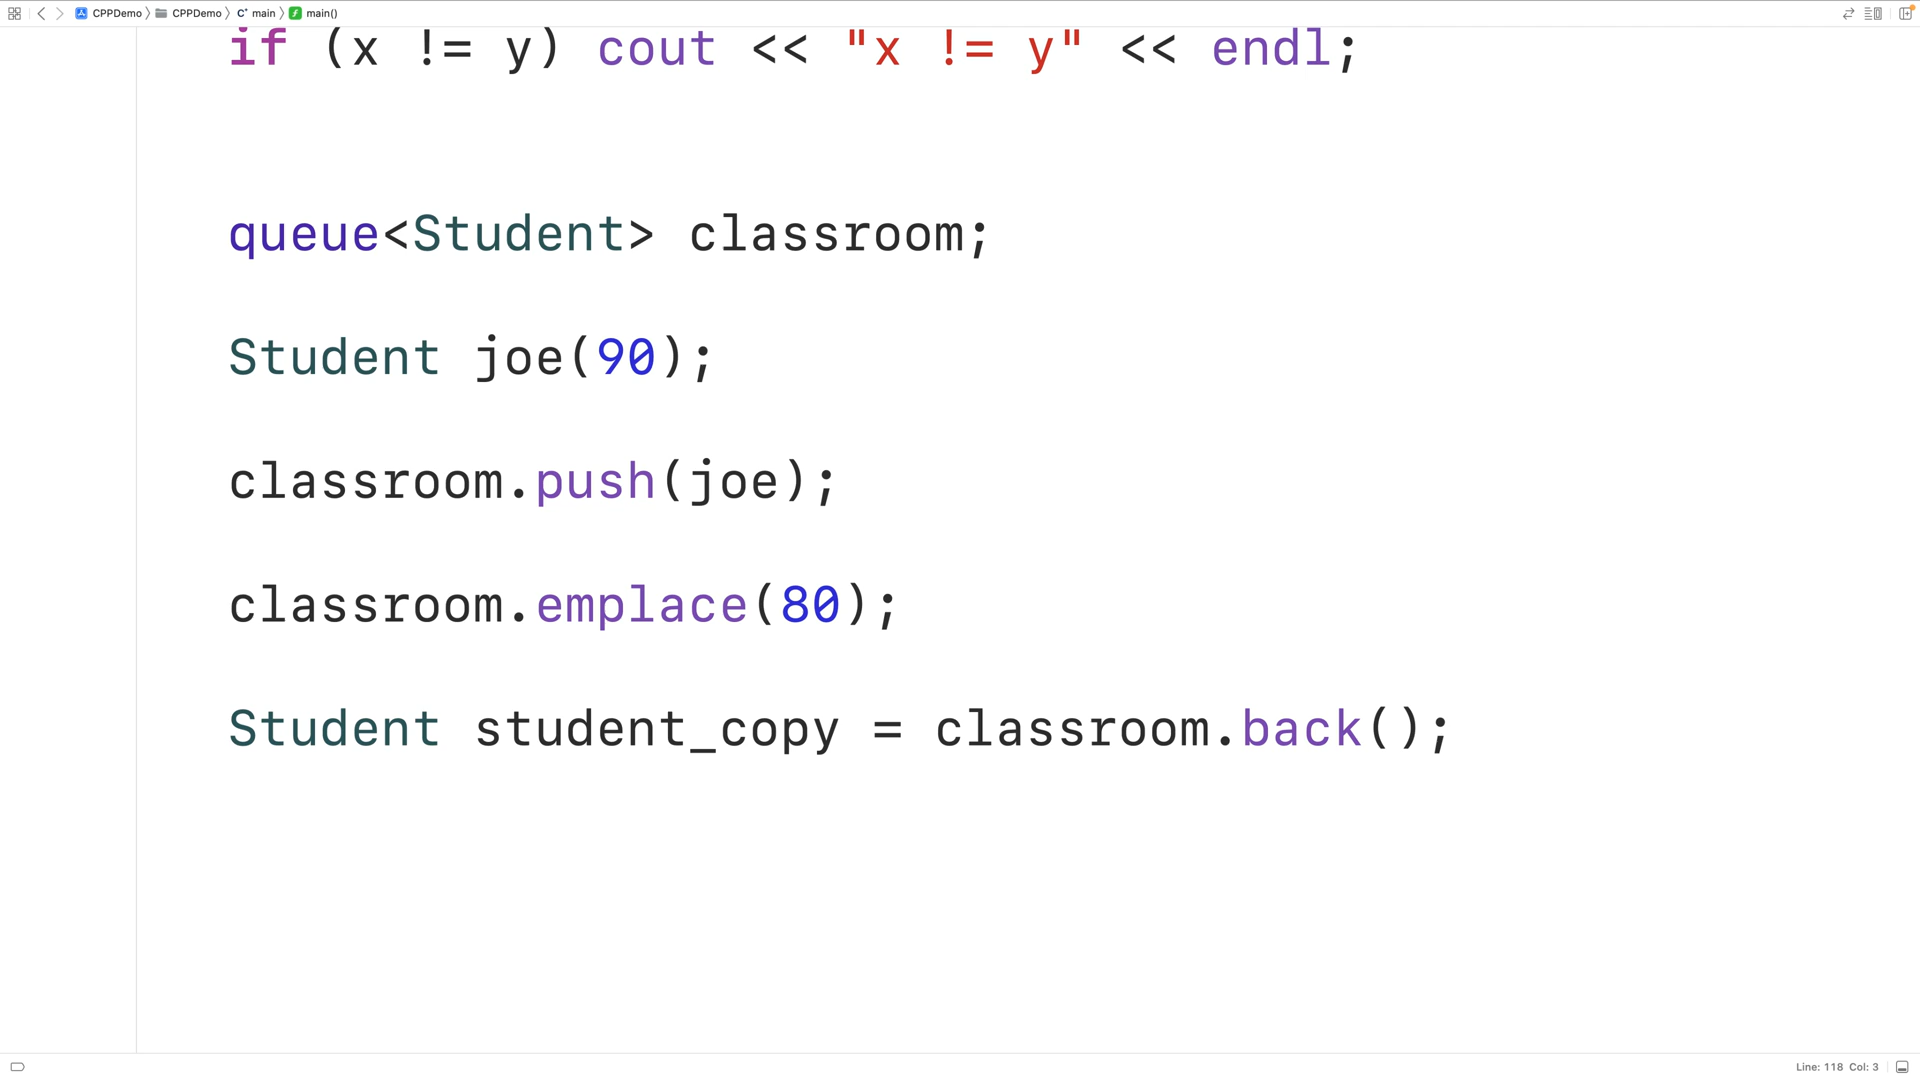 CPPDemo 〉 CPPDemo 〉 C+ main 〉 f main()
if (x != y) cout << "x != y" << endl;
queue<Student> classroom;
Student joe(90);
classroom.push(joe);
classroom.emplace(80);
Student student_copy = classroom.back();
Line: 118 Col: 3